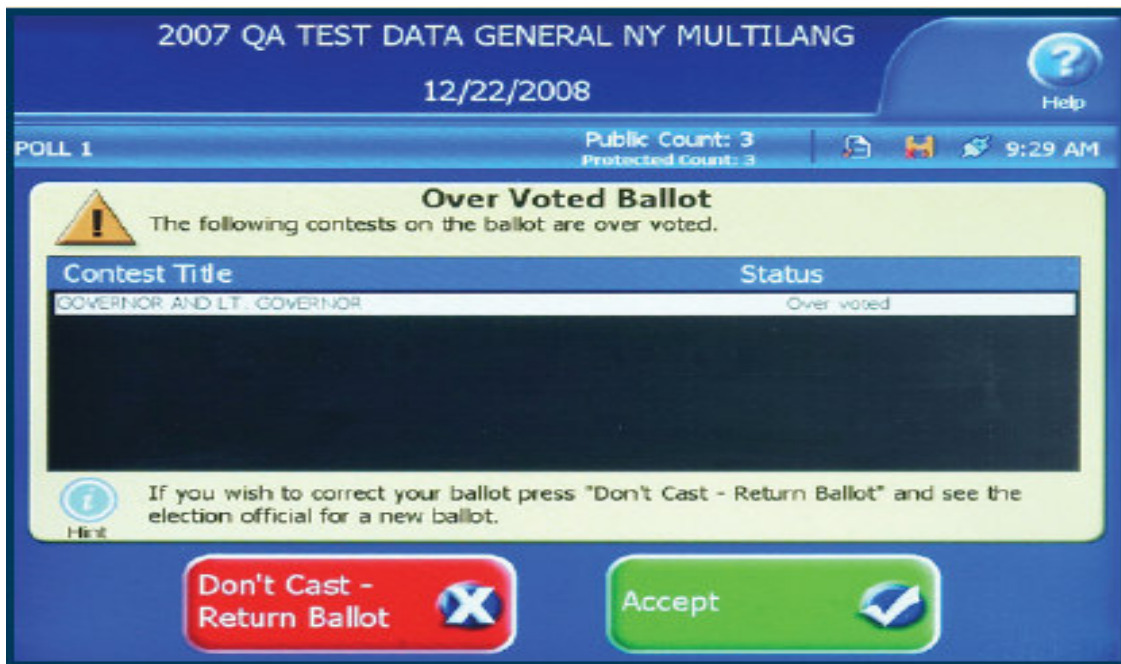 2007 QA TEST DATA GENERAL NY MULTILANG
12/22/2008
?
Help
POLL 1
Public Count: 3
Protected Count: 3
9:29 AM
Over Voted Ballot
The following contests on the ballot are over voted.
Contest Title Status
GOVERNOR AND LT. GOVERNOR Over voted
If you wish to correct your ballot press "Don't Cast - Return Ballot" and see the
election official for a new ballot.
Hint
Don't Cast -
Return Ballot
Accept